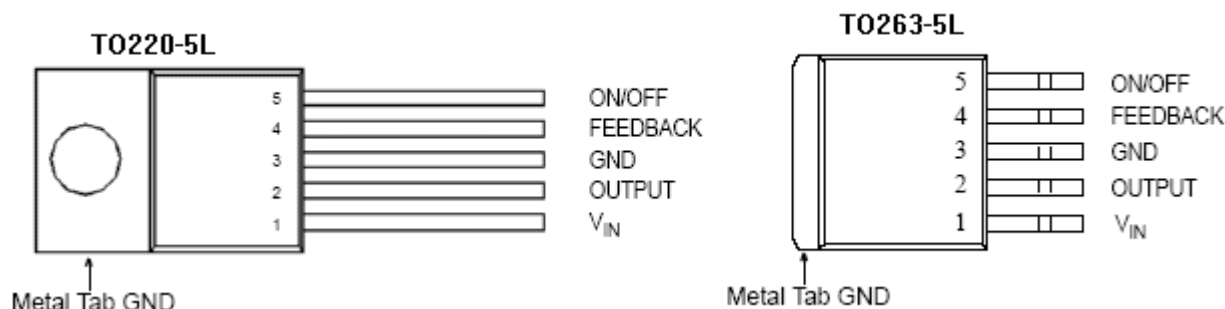 TO220-5L
5 ON/OFF
4 FEEDBACK
3 GND
2 OUTPUT
1 VIN
Metal Tab GND
TO263-5L
5 ON/OFF
4 FEEDBACK
3 GND
2 OUTPUT
1 VIN
Metal Tab GND